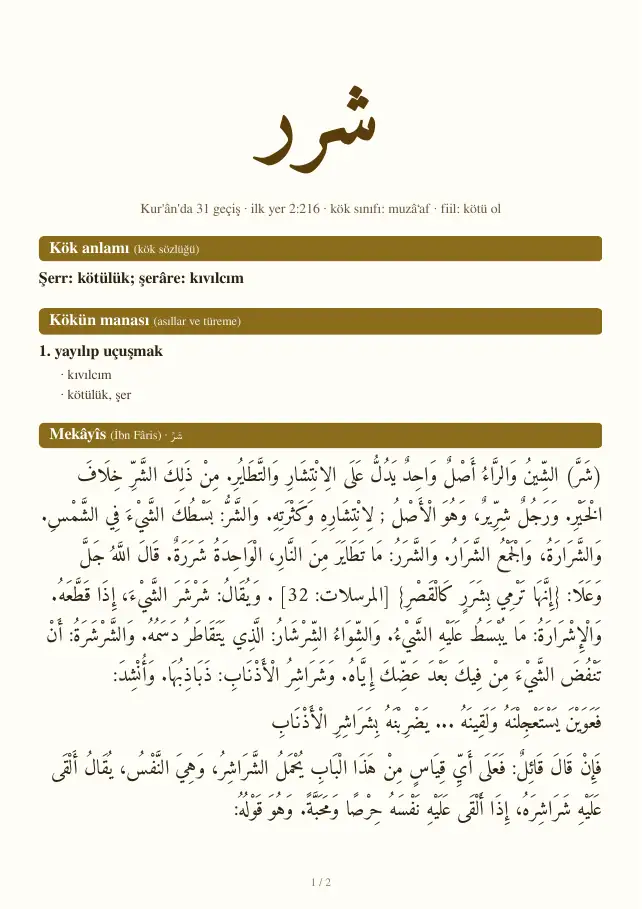 شرر
Kur'ân'da 31 geçiş · ilk yer 2:216 · kök sınıfı: muzâ'af · fiil: kötü ol
Kök anlamı (kök sözlüğü)
Şerr: kötülük; şerâre: kıvılcım
Kökün manası (asıllar ve türeme)
1. yayılıp uçuşmak
· kıvılcım
· kötülük, şer
Mekâyîs (İbn Fâris) · شَرَّ
(شَرَّ) الشِّينُ وَالرَّاءُ أَصْلٌ وَاحِدٌ يَدُلُّ عَلَى الِانْتِشَارِ وَالتَّطَايُرِ. مِنْ ذَلِكَ الشَّرِّ خِلَافَ
الْخَيْرِ. وَرَجُلٌ شِرِّيرٌ، وَهُوَ الْأَصْلُ ; لِانْتِشَارِهِ وَكَثْرَتِهِ. وَالشَّرُّ: بَسْطُكَ الشَّيْءَ فِي الشَّمْسِ.
وَالشَّرَارَةُ، وَالْجَمْعُ الشَّرَارُ. وَالشَّرَرُ: مَا تَطَايَرَ مِنَ النَّارِ، الْوَاحِدَةُ شَرَرَةٌ. قَالَ اللَّهُ جَلَّ
وَعَلَا: {إِنَّهَا تَرْمِي بِشَرَرٍ كَالْقَصْرِ} [المرسلات: 32] . وَيُقَالُ: شَرْشَرَ الشَّيْءَ، إِذَا قَطَّعَهُ.
وَالْإِشْرَارَةُ: مَا يُبْسَطُ عَلَيْهِ الشَّيْءُ. وَالشِّوَاءُ الشِّرْشَارُ: الَّذِي يَتَقَاطَرُ دَسَمُهُ. وَالشَّرْشَرَةُ: أَنْ
تَنْفُضَ الشَّيْءَ مِنْ فِيكَ بَعْدَ عَضِّكَ إِيَّاهُ. وَشَرَاشِرُ الْأَذْنَابِ: ذَبَاذِبُهَا. وَأُنْشِدَ:
فَعَوَيْنَ يَسْتَعْجِلْنَهُ وَلَقِينَهُ ... يَضْرِبْنَهُ بِشَرَاشِرِ الْأَذْنَابِ
فَإِنْ قَالَ قَائِلٌ: فَعَلَى أَيِّ قِيَاسٍ مِنْ هَذَا الْبَابِ يُحْمَلُ الشَّرَاشِرُ، وَهِيَ النَّفْسُ، يُقَالُ أَلْقَى
عَلَيْهِ شَرَاشِرَهُ، إِذَا أَلْقَى عَلَيْهِ نَفْسَهُ حِرْصًا وَمَحَبَّةً. وَهُوَ قَوْلُهُ:
1 / 2